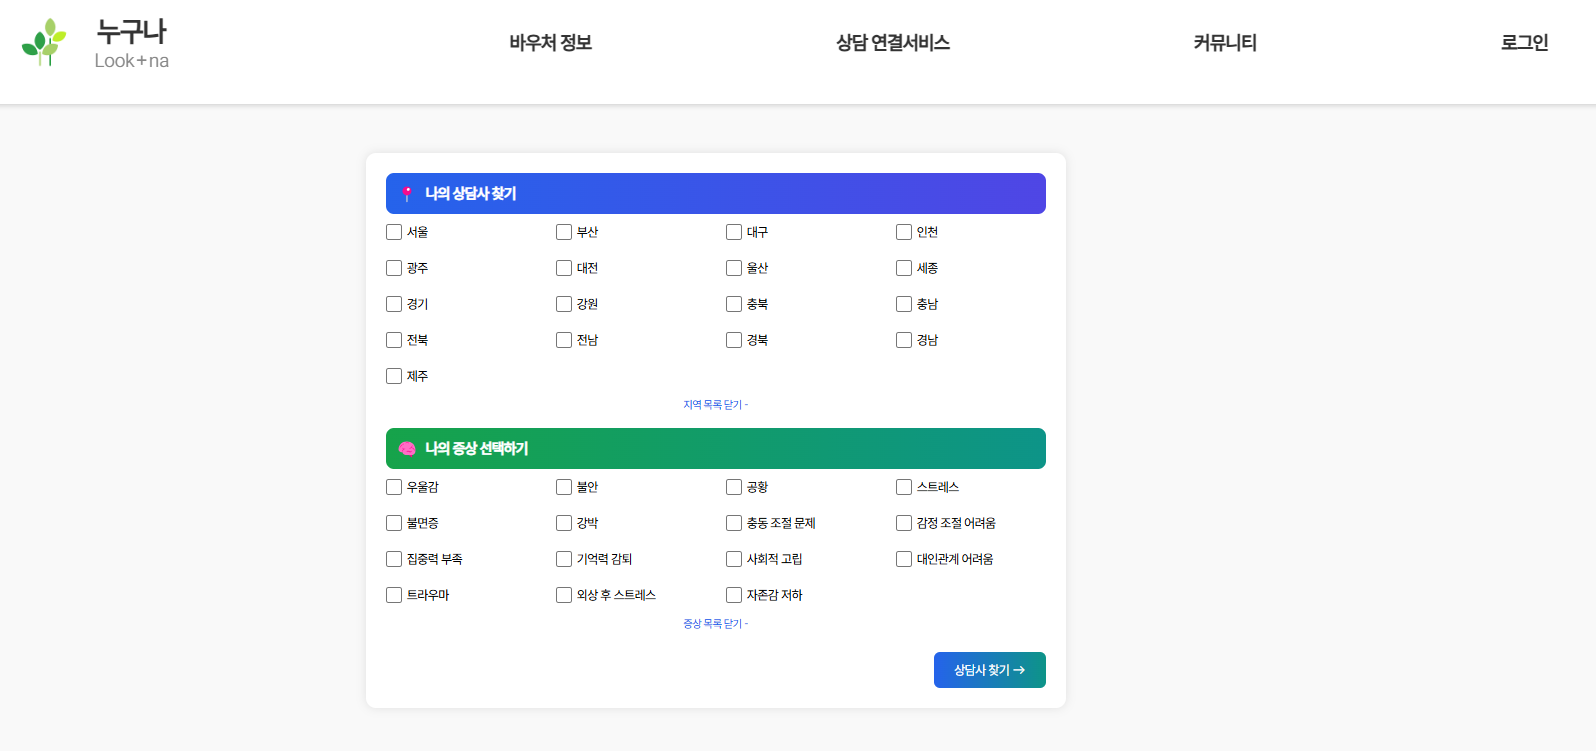 누구나
Look+na
바우처 정보 상담 연결서비스 커뮤니티 로그인
나의 상담사 찾기
서울 부산 대구 인천
광주 대전 울산 세종
경기 강원 충북 충남
전북 전남 경북 경남
제주
지역 목록 닫기 -
나의 증상 선택하기
우울감 불안 공황 스트레스
불면증 강박 충동 조절 문제 감정 조절 어려움
집중력 부족 기억력 감퇴 사회적 고립 대인관계 어려움
트라우마 외상 후 스트레스 자존감 저하
증상 목록 닫기 -
상담사 찾기 →